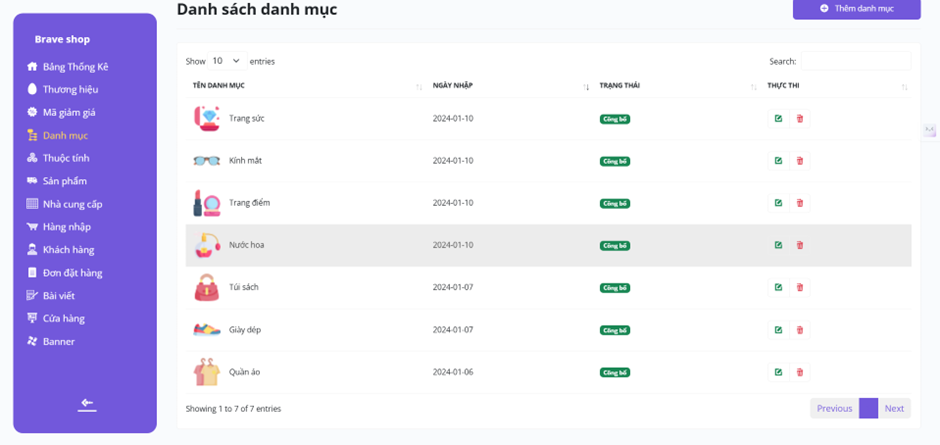 Danh sách danh mục
Thêm danh mục
Brave shop
Bảng Thống Kê
Thương hiệu
Mã giảm giá
Danh mục
Thuộc tính
Sản phẩm
Nhà cung cấp
Hàng nhập
Khách hàng
Đơn đặt hàng
Bài viết
Cửa hàng
Banner
Show 10 entries
Search:
TÊN DANH MỤC NGÀY NHẬP TRẠNG THÁI THỰC THI
Trang sức 2024-01-10 Công bố
Kính mắt 2024-01-10 Công bố
Trang điểm 2024-01-10 Công bố
Nước hoa 2024-01-10 Công bố
Túi sách 2024-01-07 Công bố
Giày dép 2024-01-07 Công bố
Quần áo 2024-01-06 Công bố
Showing 1 to 7 of 7 entries
Previous Next